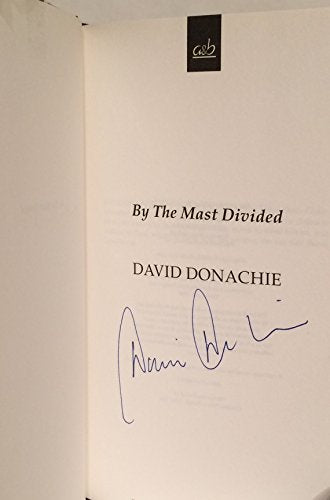 a&b
By The Mast Divided
DAVID DONACHIE